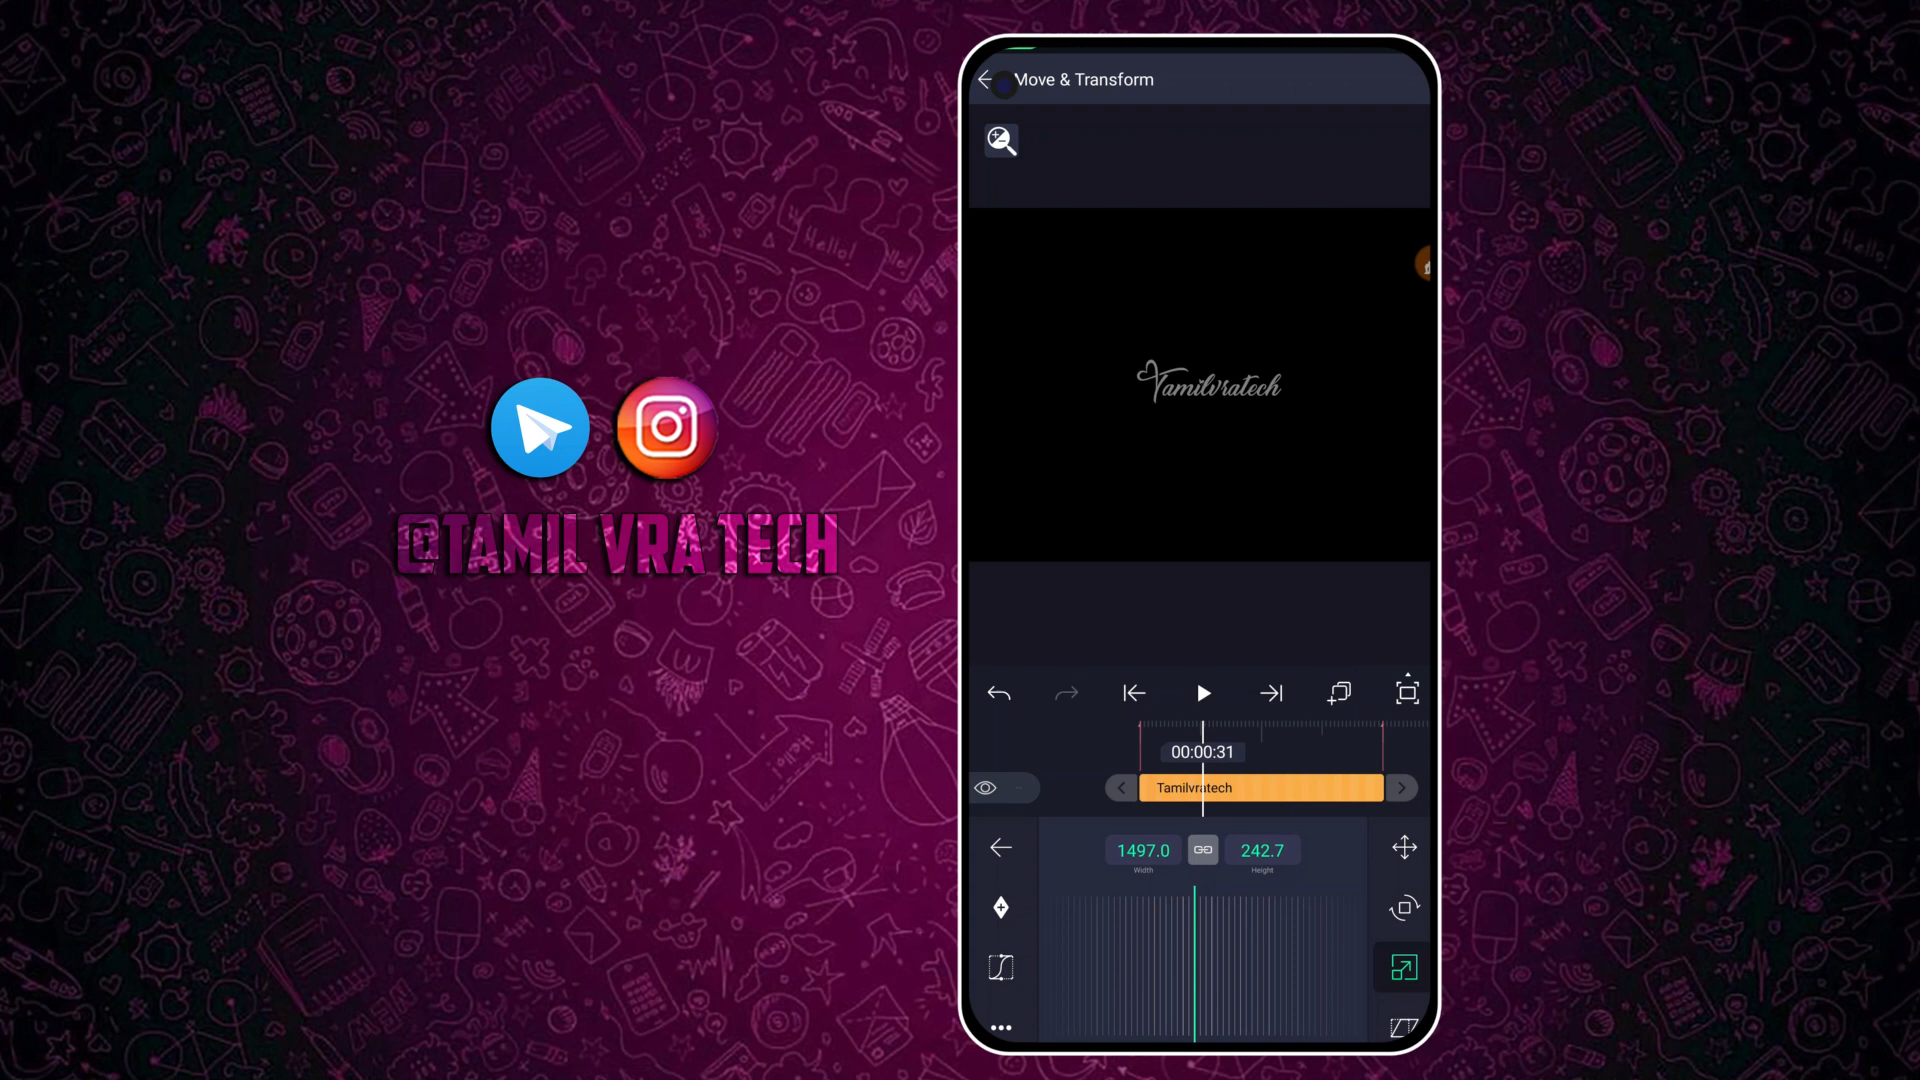 @TAMIL VRA TECH
Move & Transform
Tamilvratech
00:00:31
Tamilvratech
1497.0
242.7
Width
Height